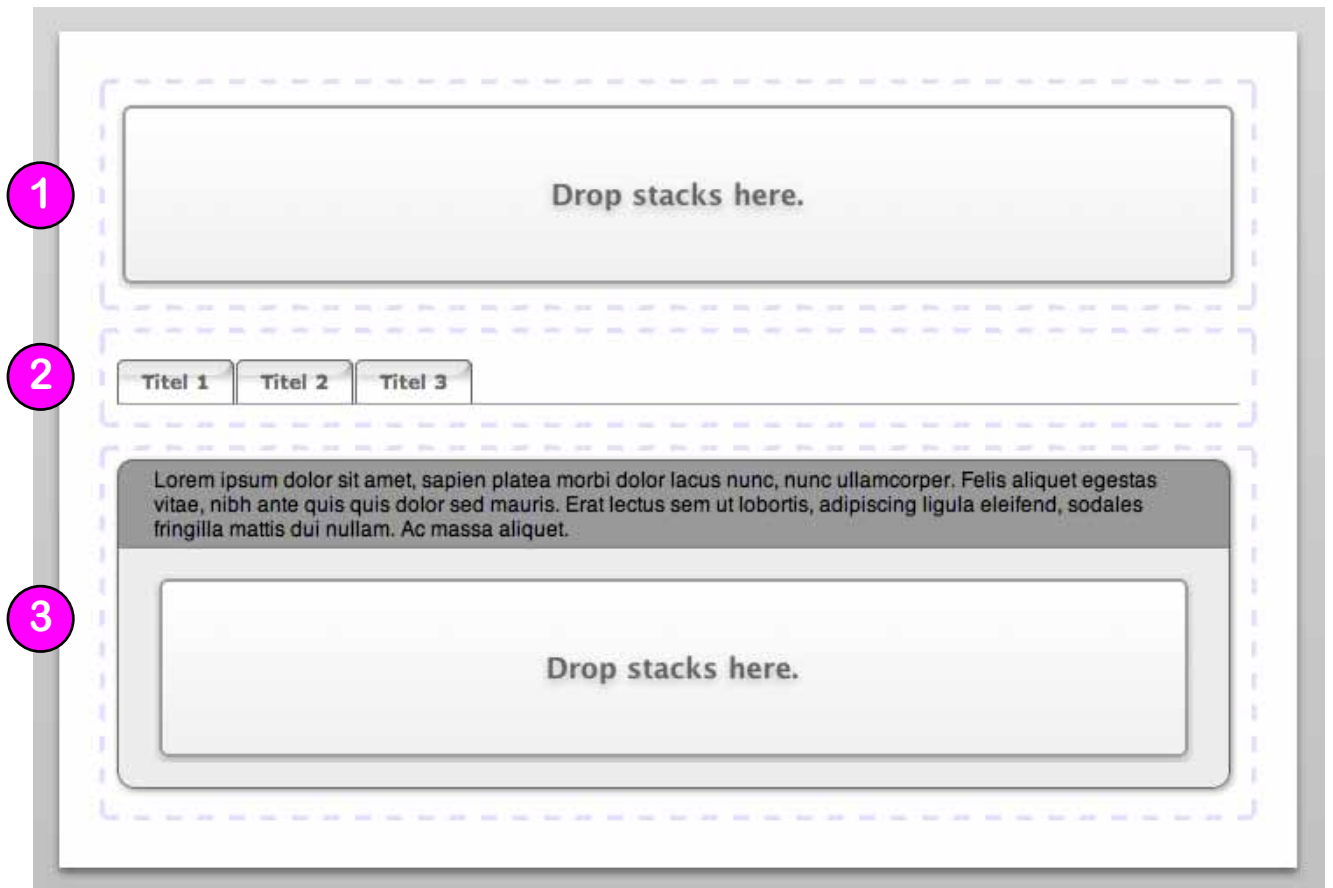 1
Drop stacks here.
2
Titel 1 Titel 2 Titel 3
Lorem ipsum dolor sit amet, sapien platea morbi dolor lacus nunc, nunc ullamcorper. Felis aliquet egestas
vitae, nibh ante quis quis dolor sed mauris. Erat lectus sem ut lobortis, adipiscing ligula eleifend, sodales
fringilla mattis dui nullam. Ac massa aliquet.
3
Drop stacks here.